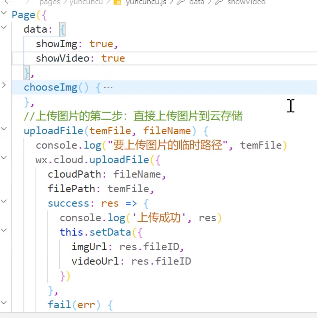 pages > yuncuncu > yuncuncu.js > data > showVideo
Page({
data: {
showImg: true,
showVideo: true
},
chooseImg() {…
},
//上传图片的第二步：直接上传图片到云存储
uploadFile(temFile, fileName) {
console.log("要上传图片的临时路径", temFile)
wx.cloud.uploadFile({
cloudPath: fileName,
filePath: temFile,
success: res => {
console.log('上传成功', res)
this.setData({
imgUrl: res.fileID,
videoUrl: res.fileID
})
},
fail(err) {